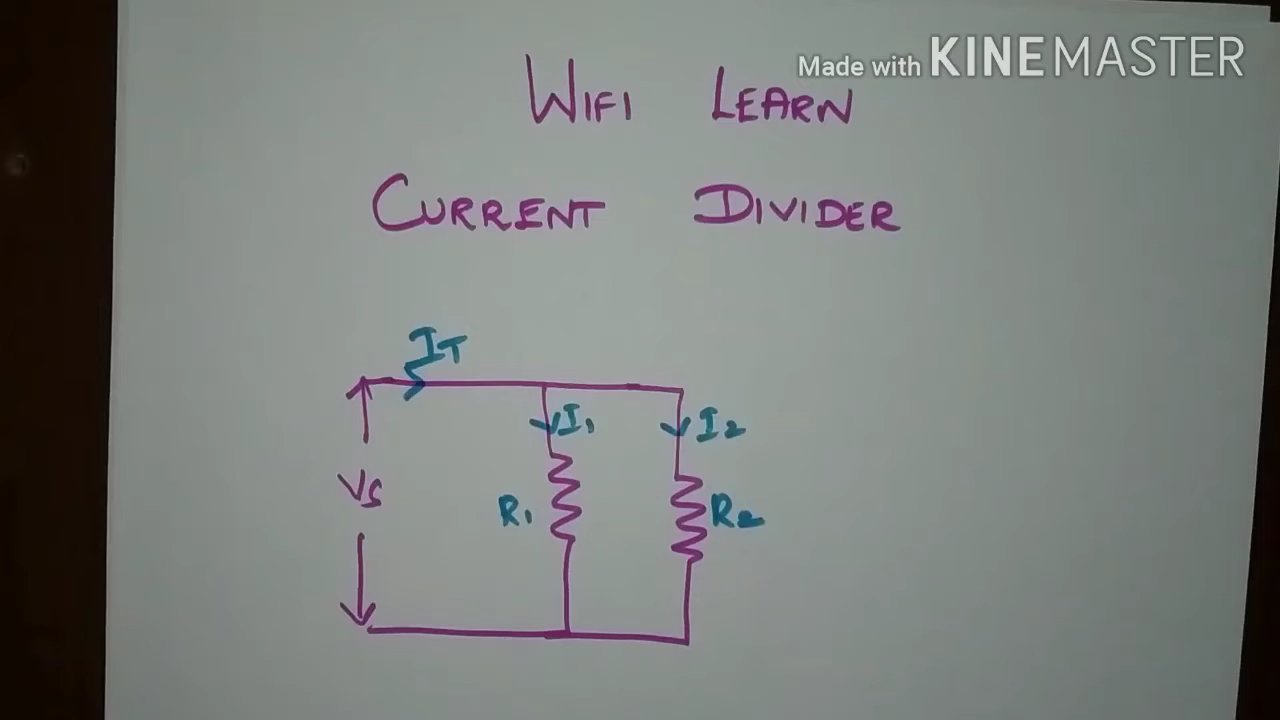 Made with KINEMASTER
WIFI LEARN
CURRENT DIVIDER
IT
I1 I2
VS
R1 R2